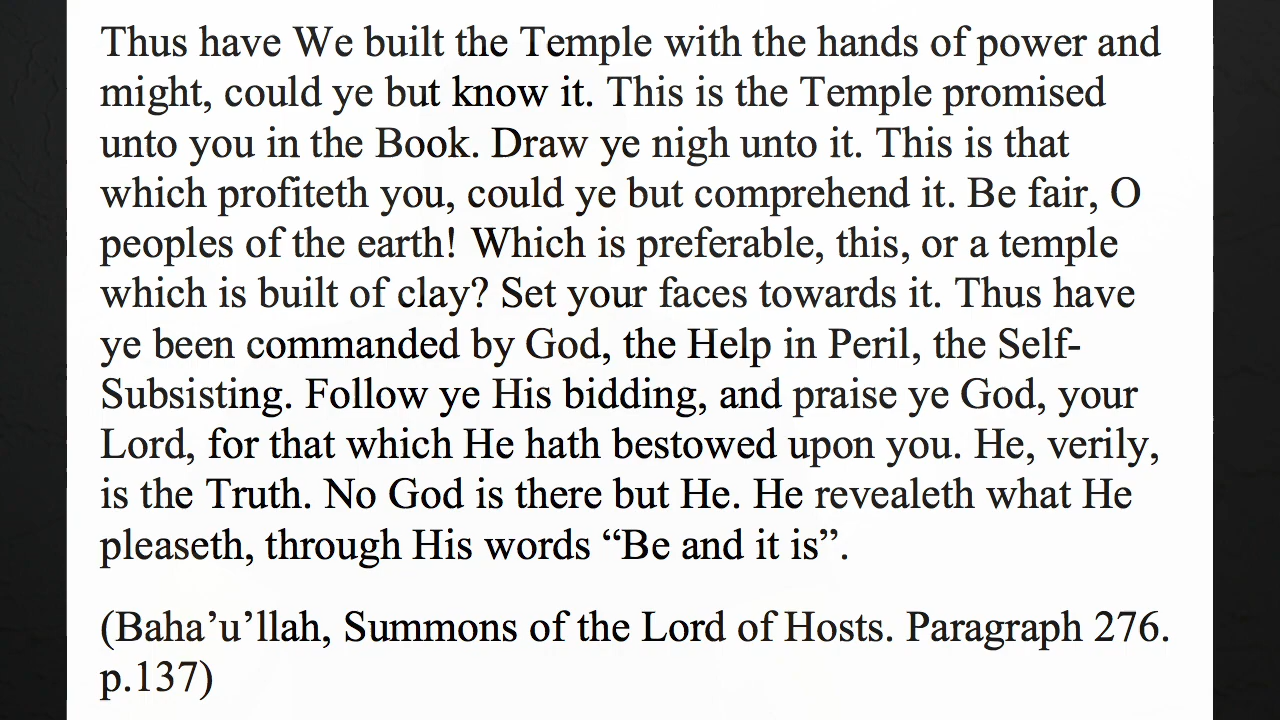 Thus have We built the Temple with the hands of power and
might, could ye but know it. This is the Temple promised
unto you in the Book. Draw ye nigh unto it. This is that
which profiteth you, could ye but comprehend it. Be fair, O
peoples of the earth! Which is preferable, this, or a temple
which is built of clay? Set your faces towards it. Thus have
ye been commanded by God, the Help in Peril, the Self-
Subsisting. Follow ye His bidding, and praise ye God, your
Lord, for that which He hath bestowed upon you. He, verily,
is the Truth. No God is there but He. He revealeth what He
pleaseth, through His words “Be and it is”.
(Baha’u’llah, Summons of the Lord of Hosts. Paragraph 276.
p.137)